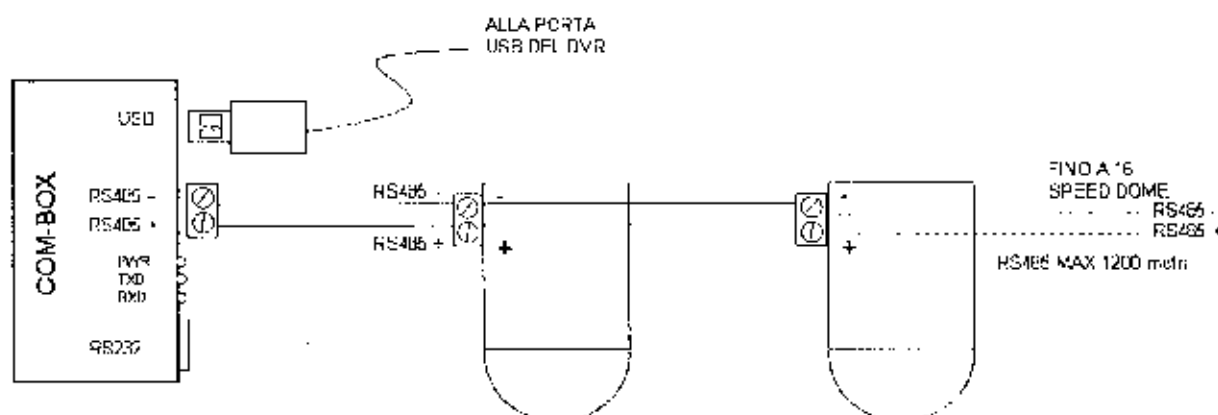 ALLA PORTA
USB DEL DVR
COM-BOX
USB
RS485 -
RS485 +
PWR
TXD
RXD
RS232
RS485 -
RS485 +
-
+
-
+
FINO A 16
SPEED DOME
RS485 -
RS485 +
RS485 MAX 1200 metri